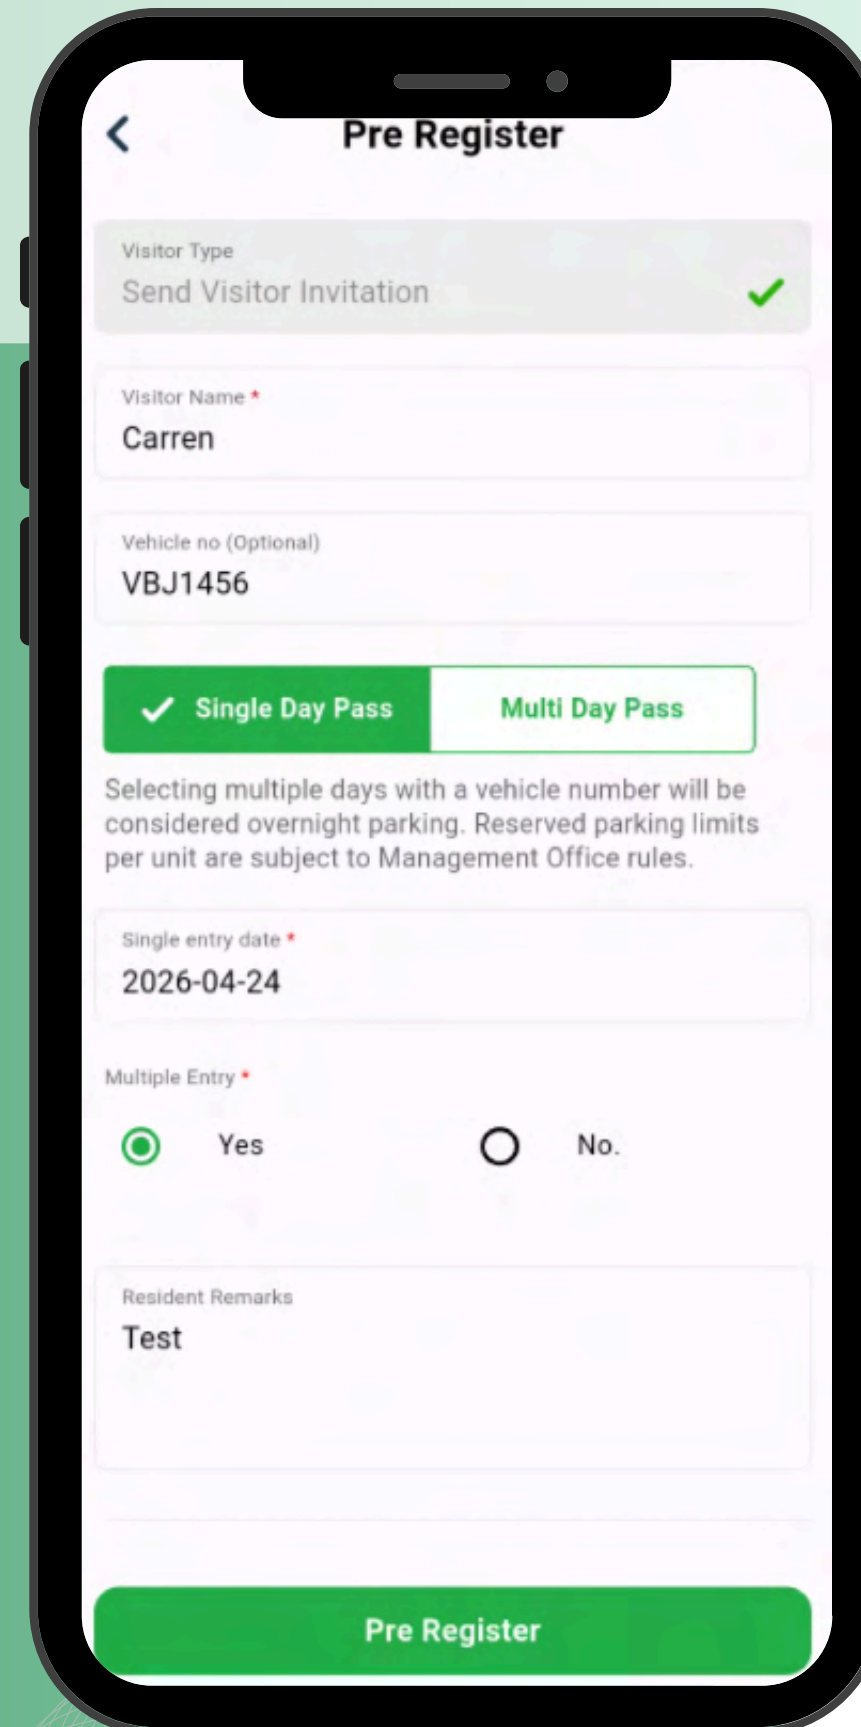 Pre Register
Visitor Type
Send Visitor Invitation
Visitor Name *
Carren
Vehicle no (Optional)
VBJ1456
Single Day Pass
Multi Day Pass
Selecting multiple days with a vehicle number will be
considered overnight parking. Reserved parking limits
per unit are subject to Management Office rules.
Single entry date *
2026-04-24
Multiple Entry *
Yes
No.
Resident Remarks
Test
Pre Register